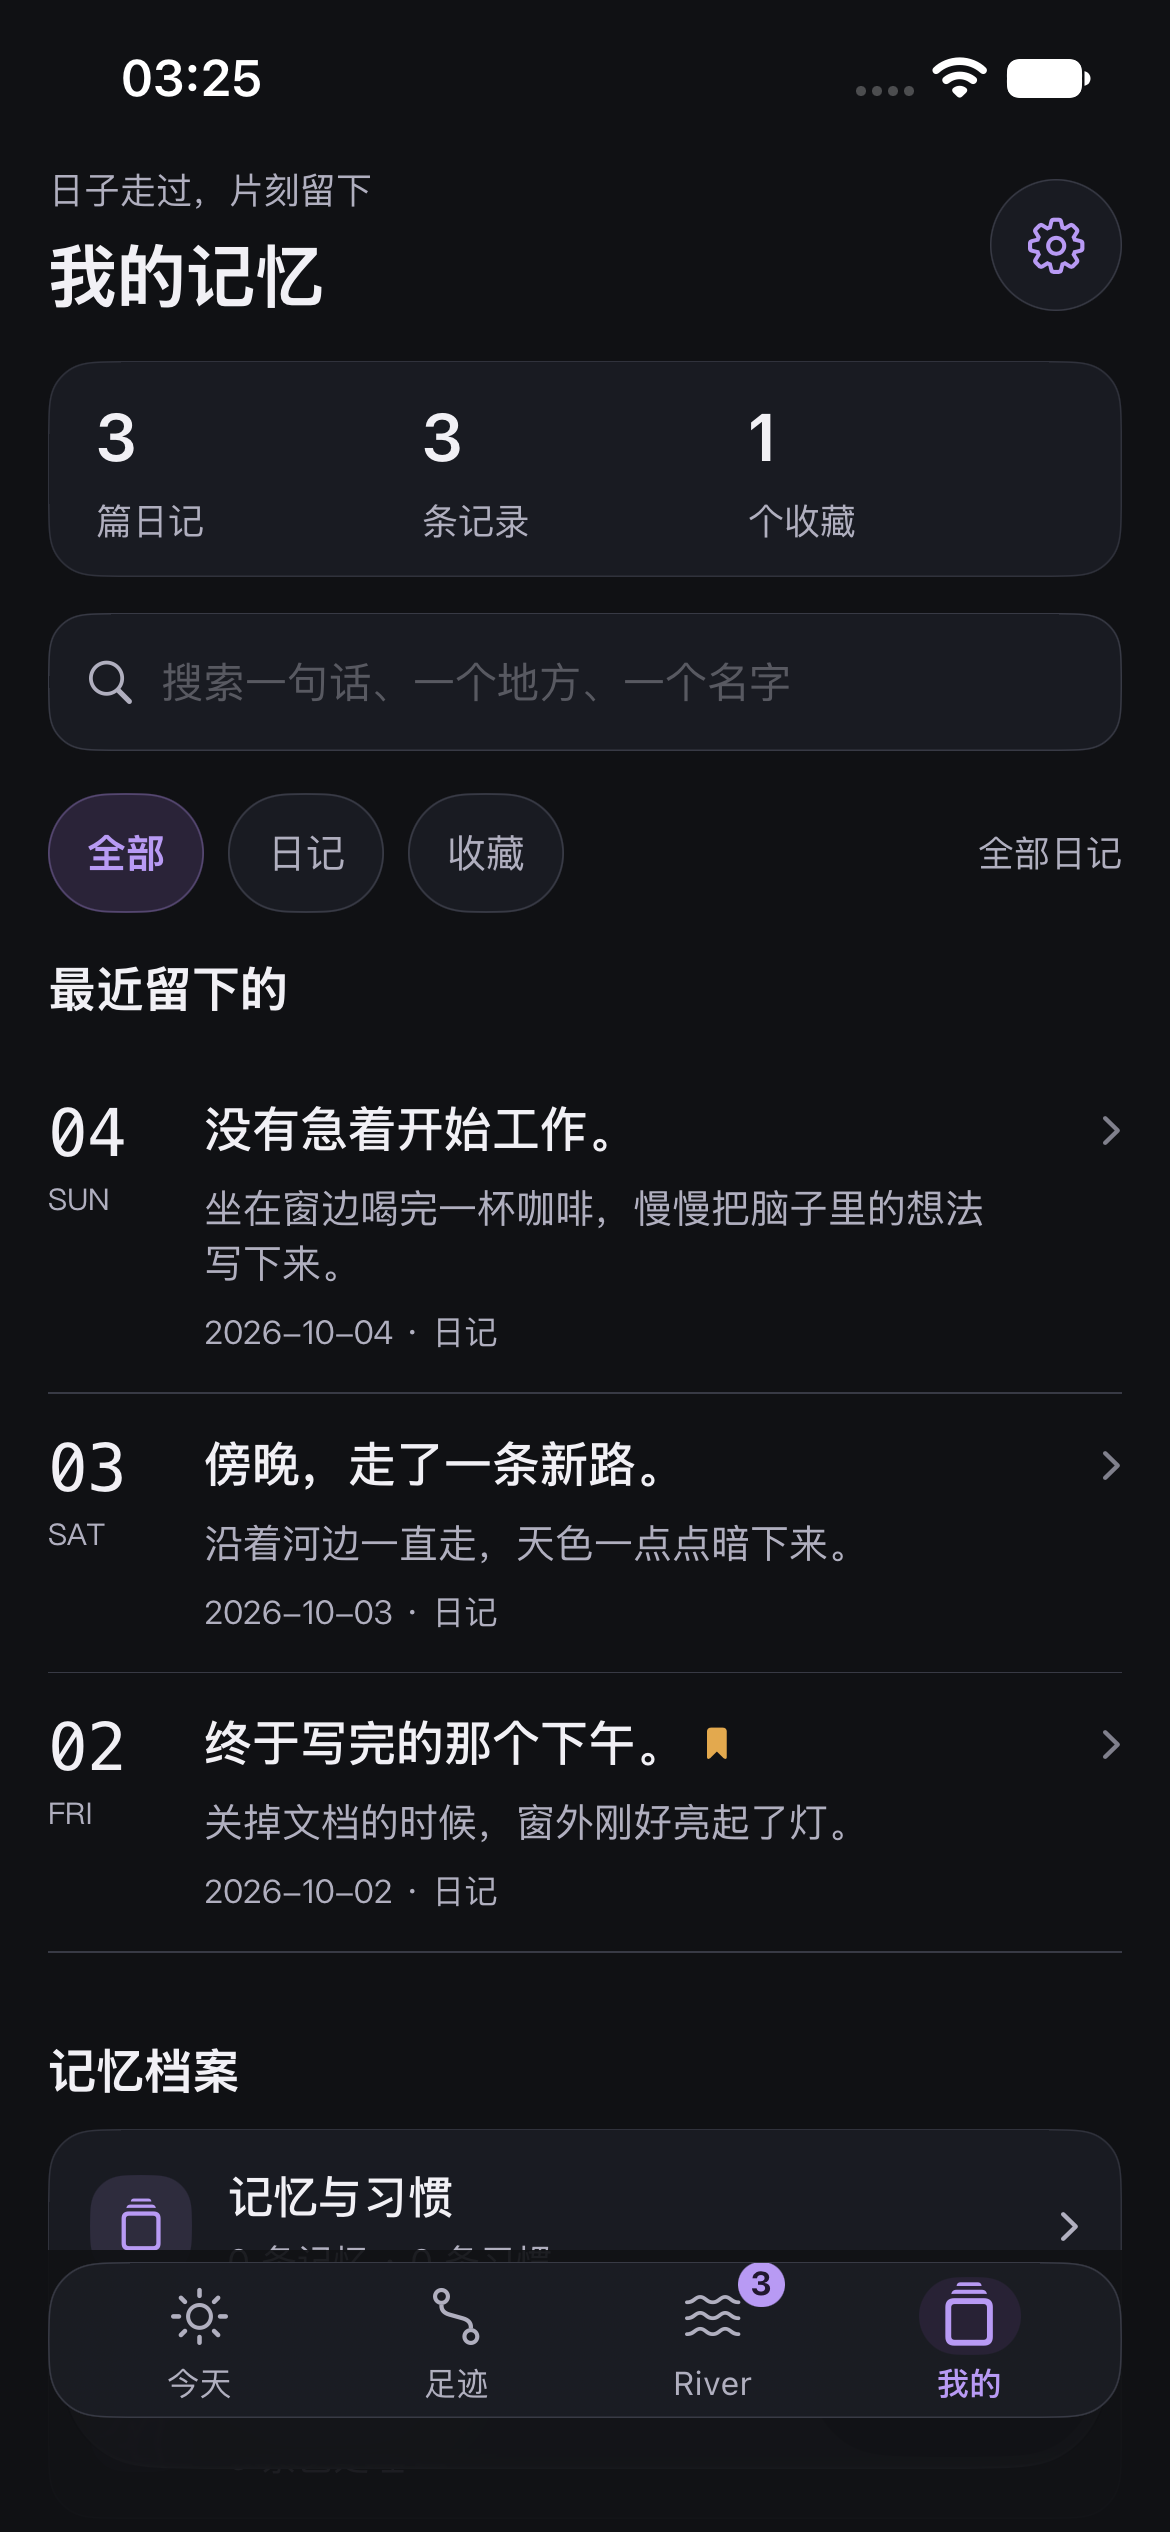 03:25
日子走过，片刻留下
我的记忆
3
3
1
篇日记
条记录
个收藏
搜索一句话、一个地方、一个名字
全部
日记
收藏
全部日记
最近留下的
04
没有急着开始工作。
SUN
坐在窗边喝完一杯咖啡，慢慢把脑子里的想法
写下来。
2026-10-04 · 日记
03
傍晚，走了一条新路。
SAT
沿着河边一直走，天色一点点暗下来。
2026-10-03 · 日记
02
终于写完的那个下午。
FRI
关掉文档的时候，窗外刚好亮起了灯。
2026-10-02 · 日记
记忆档案
记忆与习惯
0 条记忆 · 0 条习惯
3
今天
足迹
River
我的